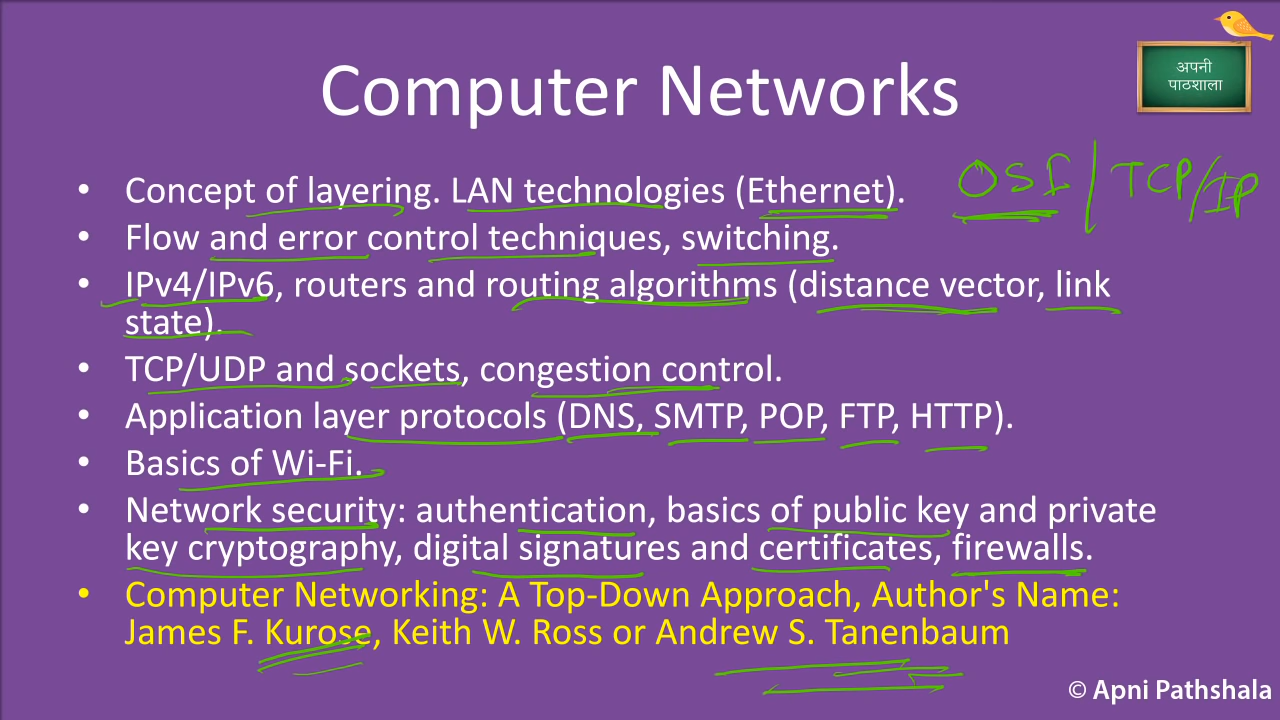 अपनी
पाठशाला
Computer Networks
OSI | TCP/IP
• Concept of layering. LAN technologies (Ethernet).
• Flow and error control techniques, switching.
• IPv4/IPv6, routers and routing algorithms (distance vector, link
state).
• TCP/UDP and sockets, congestion control.
• Application layer protocols (DNS, SMTP, POP, FTP, HTTP).
• Basics of Wi-Fi.
• Network security: authentication, basics of public key and private
key cryptography, digital signatures and certificates, firewalls.
• Computer Networking: A Top-Down Approach, Author's Name:
James F. Kurose, Keith W. Ross or Andrew S. Tanenbaum
© Apni Pathshala